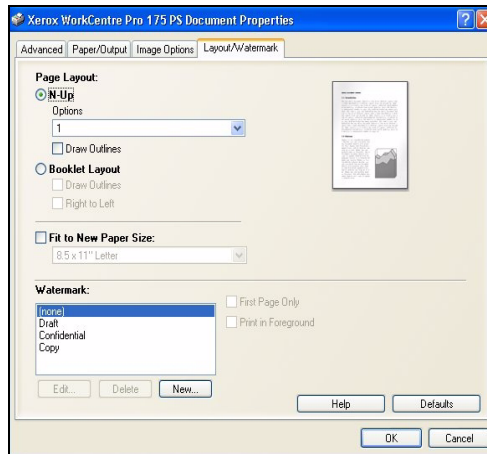 Xerox WorkCentre Pro 175 PS Document Properties
Advanced Paper/Output Image Options Layout/Watermark
Page Layout:
N-Up
Options
1
Draw Outlines
Booklet Layout
Draw Outlines
Right to Left
Fit to New Paper Size:
8.5 x 11" Letter
Watermark:
(none)
Draft
Confidential
Copy
First Page Only
Print in Foreground
Edit... Delete New...
Help Defaults
OK Cancel